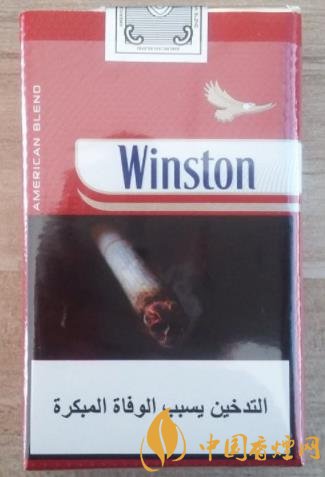 AMERICAN BLEND
Winston
التدخين يسبب الوفاة المبكرة
中国香烟网